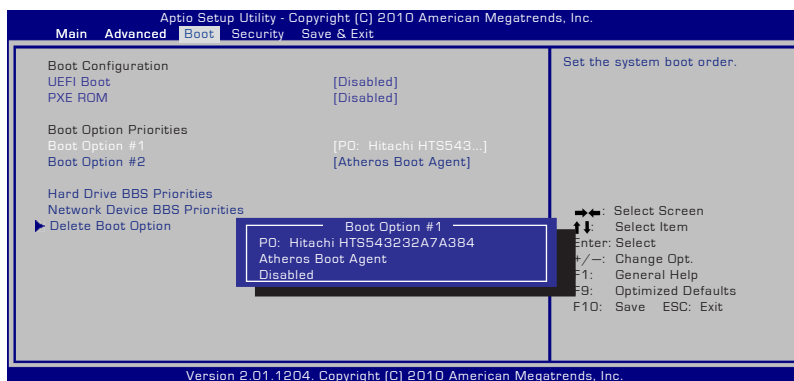 Aptio Setup Utility - Copyright (C) 2010 American Megatrends, Inc.
Main Advanced Boot Security Save & Exit
Boot Configuration
UEFI Boot [Disabled]
PXE ROM [Disabled]
Boot Option Priorities
Boot Option #1 [P0: Hitachi HTS543...]
Boot Option #2 [Atheros Boot Agent]
Hard Drive BBS Priorities
Network Device BBS Priorities
Delete Boot Option
Boot Option #1
P0: Hitachi HTS543232A7A384
Atheros Boot Agent
Disabled
Set the system boot order.
→←: Select Screen
↑↓: Select Item
Enter: Select
+/—: Change Opt.
F1: General Help
F9: Optimized Defaults
F10: Save ESC: Exit
Version 2.01.1204. Copyright (C) 2010 American Megatrends, Inc.